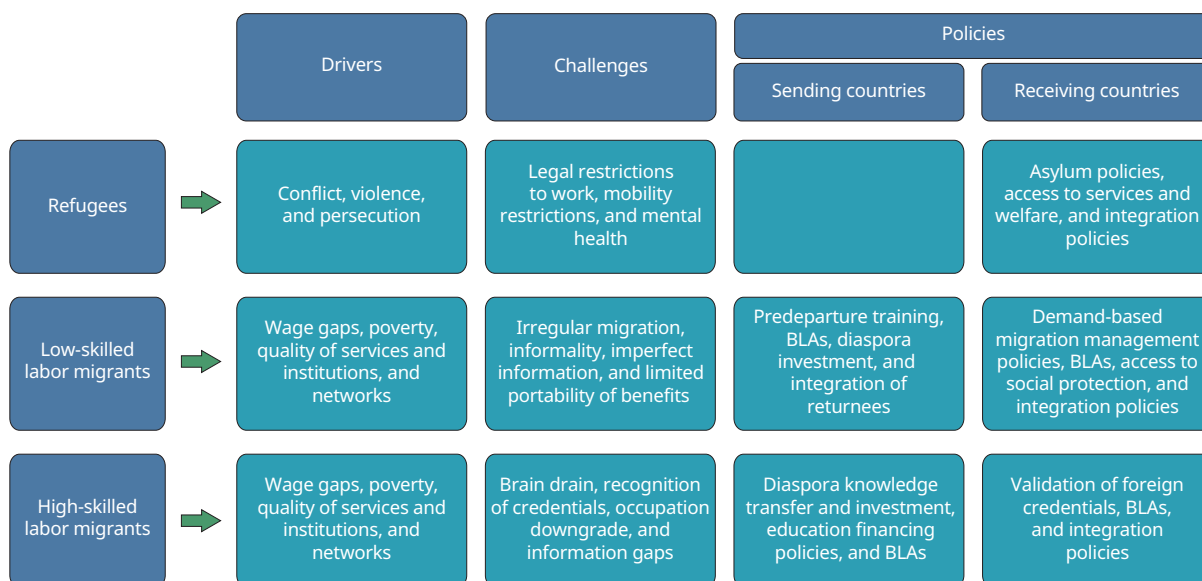 Drivers
Challenges
Policies
Sending countries
Receiving countries
Refugees
Conflict, violence,
and persecution
Legal restrictions
to work, mobility
restrictions, and mental
health
Asylum policies,
access to services and
welfare, and integration
policies
Low-skilled
labor migrants
Wage gaps, poverty,
quality of services and
institutions, and
networks
Irregular migration,
informality, imperfect
information, and limited
portability of benefits
Predeparture training,
BLAs, diaspora
investment, and
integration of
returnees
Demand-based
migration management
policies, BLAs, access to
social protection, and
integration policies
High-skilled
labor migrants
Wage gaps, poverty,
quality of services and
institutions, and
networks
Brain drain, recognition
of credentials, occupation
downgrade, and
information gaps
Diaspora knowledge
transfer and investment,
education financing
policies, and BLAs
Validation of foreign
credentials, BLAs,
and integration
policies